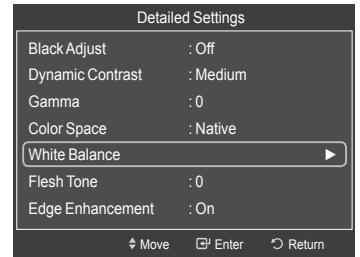 Detailed Settings
Black Adjust : Off
Dynamic Contrast : Medium
Gamma : 0
Color Space : Native
White Balance ►
Flesh Tone : 0
Edge Enhancement : On
Move Enter Return